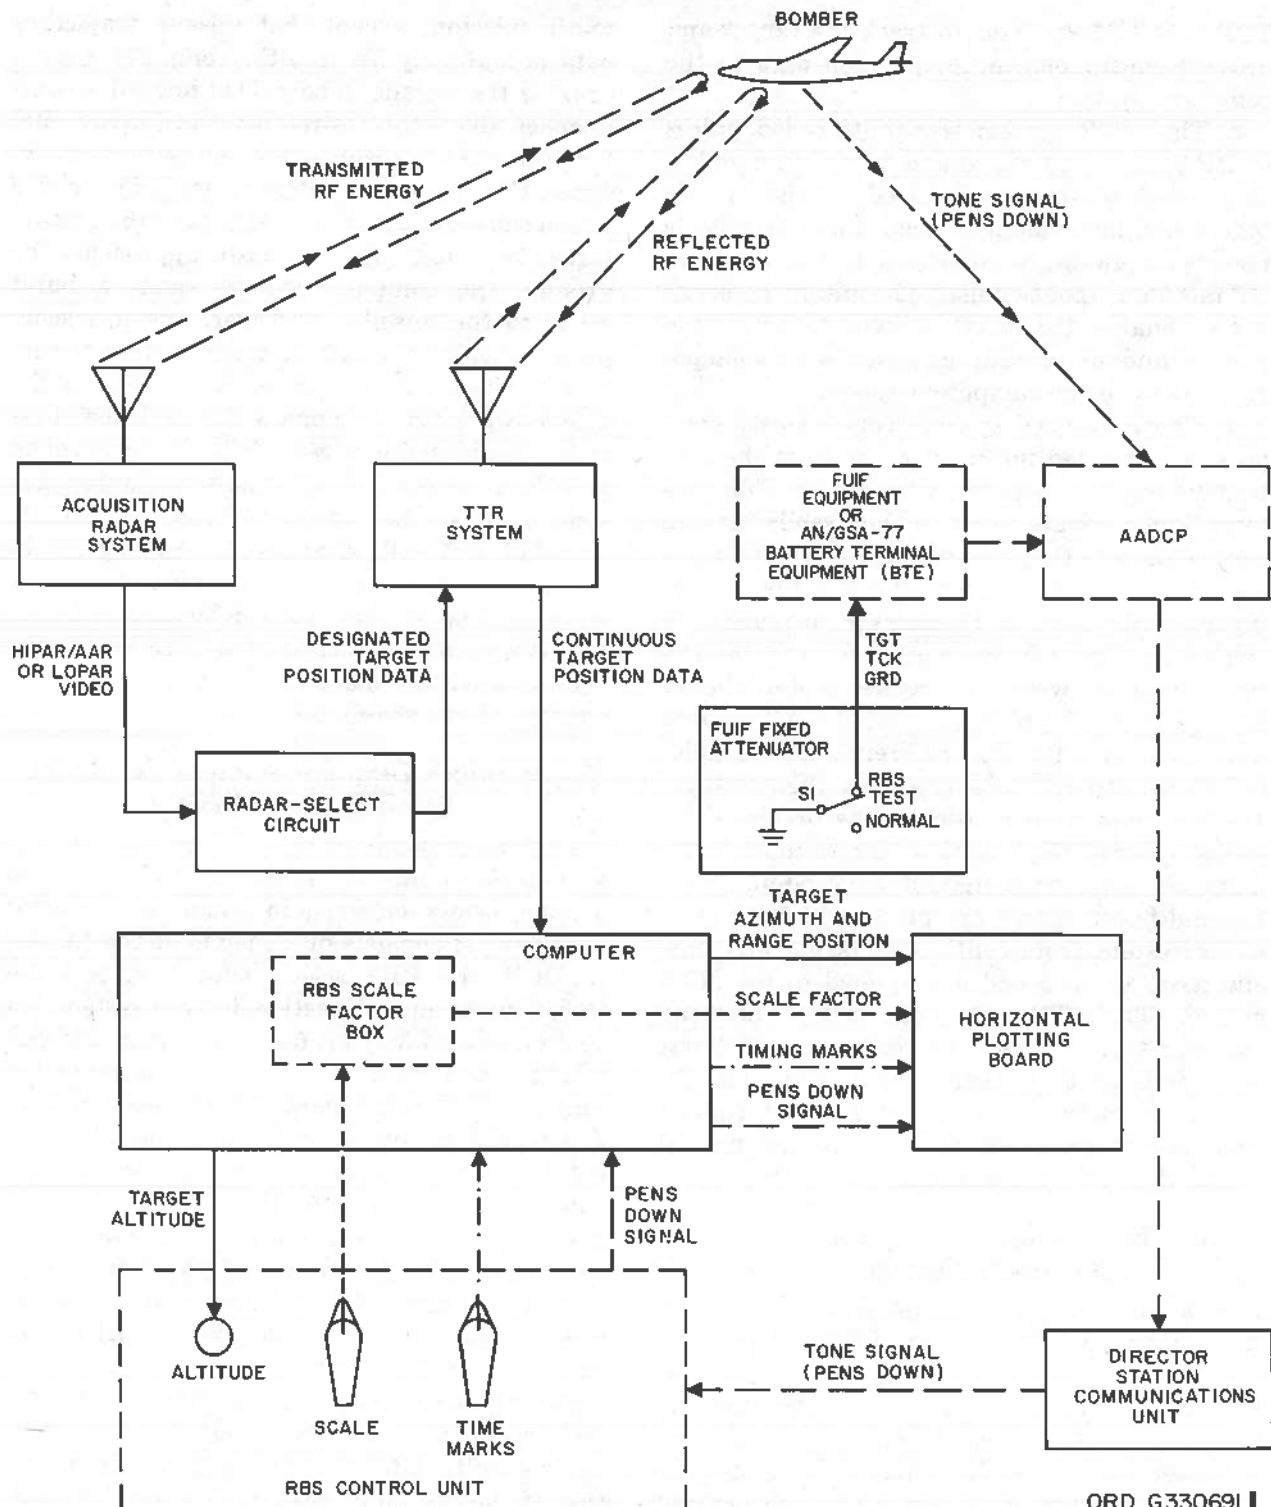 BOMBER
TRANSMITTED
RF ENERGY
REFLECTED
RF ENERGY
TONE SIGNAL
(PENS DOWN)
ACQUISITION
RADAR
SYSTEM
TTR
SYSTEM
FUIF
EQUIPMENT
OR
AN/GSA-77
BATTERY TERMINAL
EQUIPMENT (BTE)
AADCP
HIPAR/AAR
OR LOPAR
VIDEO
DESIGNATED
TARGET
POSITION DATA
CONTINUOUS
TARGET
POSITION DATA
TGT
TCK
GRD
FUIF FIXED
ATTENUATOR
SI
RBS
TEST
NORMAL
RADAR-SELECT
CIRCUIT
COMPUTER
RBS SCALE
FACTOR
BOX
TARGET
AZIMUTH AND
RANGE POSITION
SCALE FACTOR
TIMING MARKS
PENS DOWN
SIGNAL
HORIZONTAL
PLOTTING
BOARD
TARGET
ALTITUDE
PENS
DOWN
SIGNAL
ALTITUDE
SCALE
TIME
MARKS
RBS CONTROL UNIT
TONE SIGNAL
(PENS DOWN)
DIRECTOR
STATION
COMMUNICATIONS
UNIT
ORD G33069